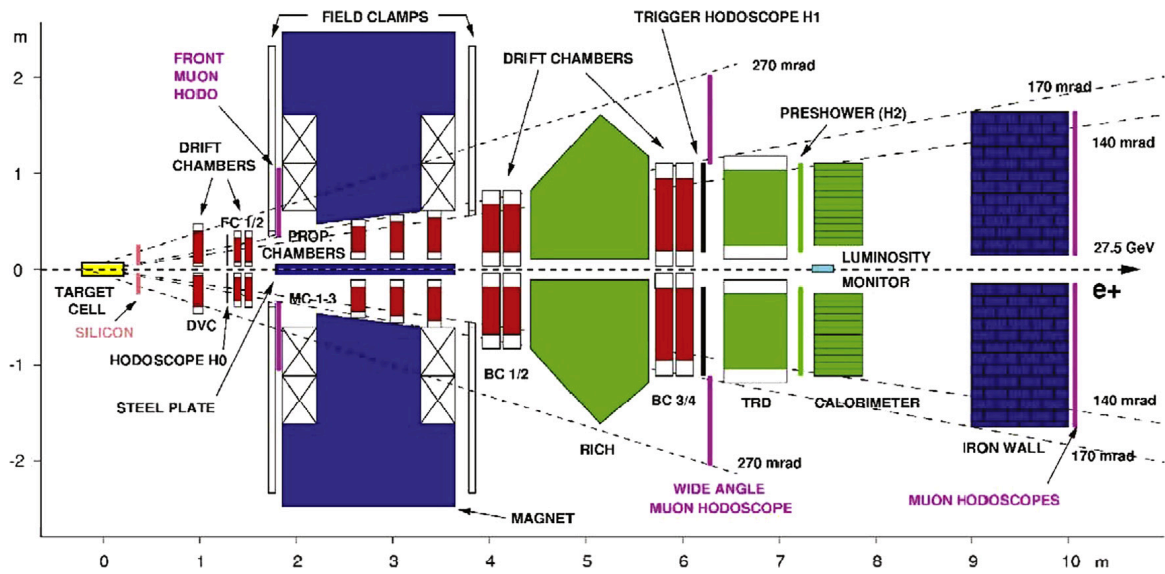 FIELD CLAMPS
TRIGGER HODOSCOPE H1
m
2
FRONT
MUON
HODO
DRIFT CHAMBERS
270 mrad
170 mrad
PRESHOWER (H2)
DRIFT
CHAMBERS
140 mrad
1
FC 1/2
PROP.
CHAMBERS
27.5 GeV
0
LUMINOSITY
MONITOR
e+
TARGET
CELL
SILICON
DVC
MC 1-3
HODOSCOPE H0
-1
STEEL PLATE
BC 1/2
BC 3/4
TRD
CALORIMETER
140 mrad
RICH
IRON WALL
170 mrad
-2
270 mrad
WIDE ANGLE
MUON HODOSCOPE
MUON HODOSCOPES
MAGNET
0 1 2 3 4 5 6 7 8 9 10 m